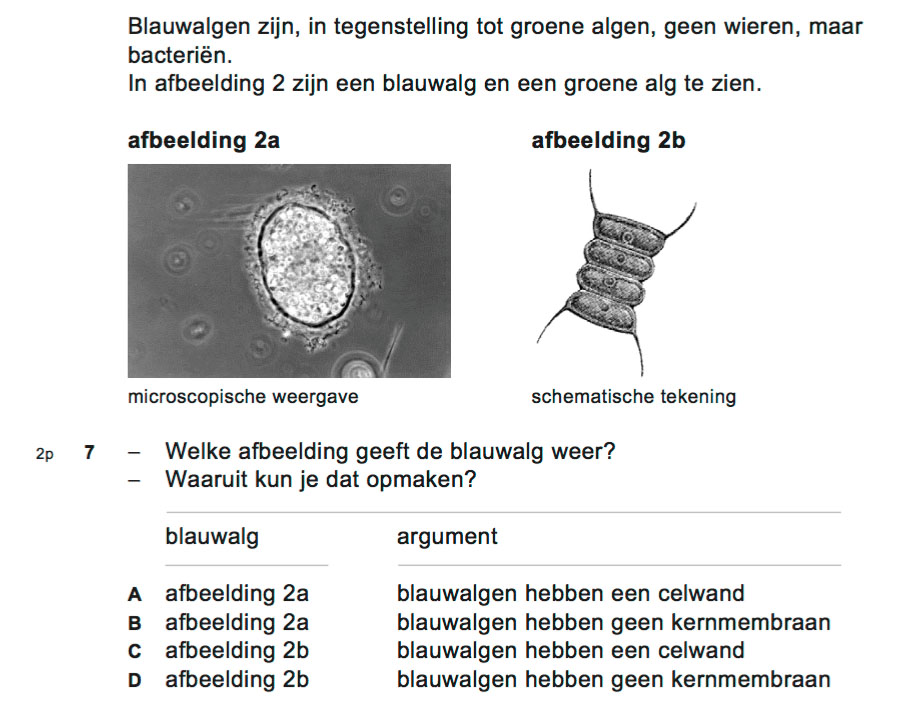 Blauwalgen zijn, in tegenstelling tot groene algen, geen wieren, maar
bacteriën.
In afbeelding 2 zijn een blauwalg en een groene alg te zien.
afbeelding 2a
afbeelding 2b
microscopische weergave
schematische tekening
2p 7 – Welke afbeelding geeft de blauwalg weer?
– Waaruit kun je dat opmaken?
blauwalg argument
A afbeelding 2a blauwalgen hebben een celwand
B afbeelding 2a blauwalgen hebben geen kernmembraan
C afbeelding 2b blauwalgen hebben een celwand
D afbeelding 2b blauwalgen hebben geen kernmembraan